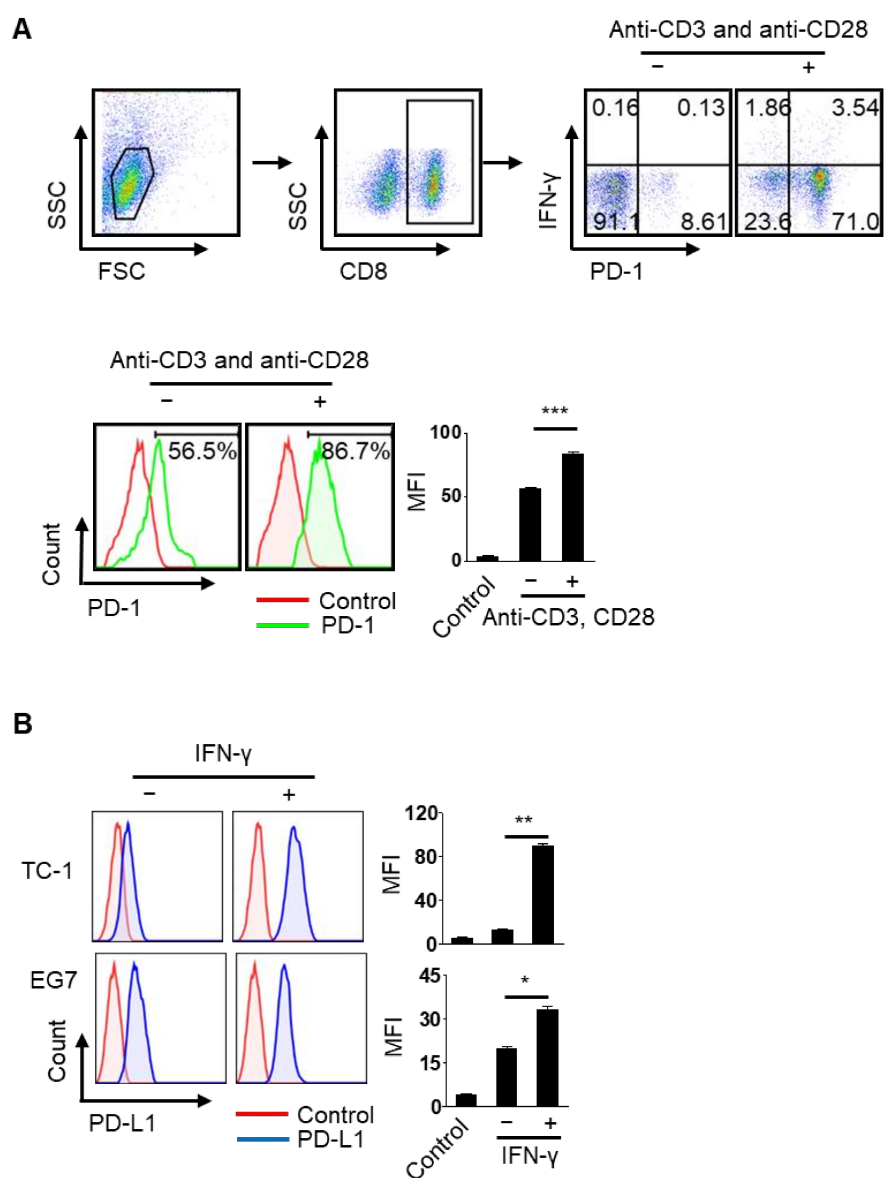 A
Anti-CD3 and anti-CD28
− +
0.16 0.13 1.86 3.54
SSC SSC IFN-γ
91.1 8.61 23.6 71.0
FSC CD8 PD-1
Anti-CD3 and anti-CD28
− +
56.5% 86.7%
Count
PD-1
Control
PD-1
***
100
50
0
MFI
Control − +
Anti-CD3, CD28
B
IFN-γ
− +
TC-1
EG7
Count
PD-L1
Control
PD-L1
**
120
80
40
0
MFI
*
45
30
15
0
MFI
Control − +
IFN-γ